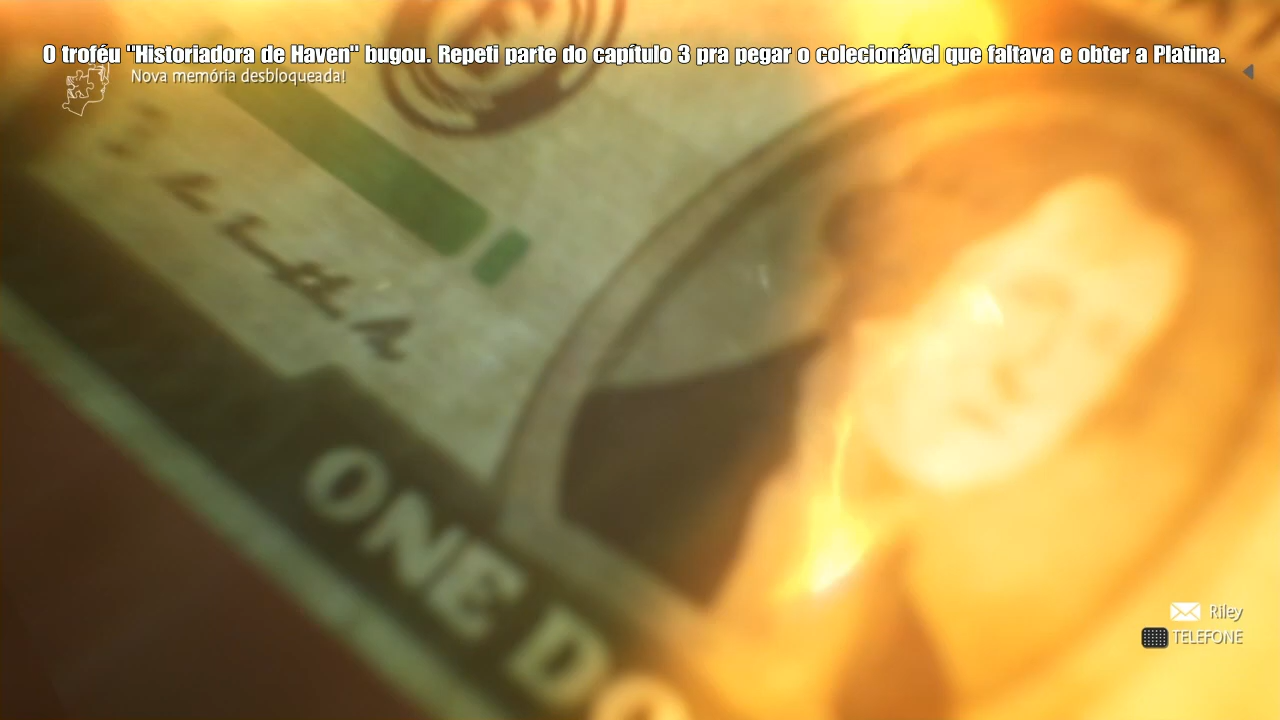 O troféu "Historiadora de Haven" bugou. Repeti parte do capítulo 3 pra pegar o colecionável que faltava e obter a Platina.
Nova memória desbloqueada!
ONE DO
Riley
TELEFONE